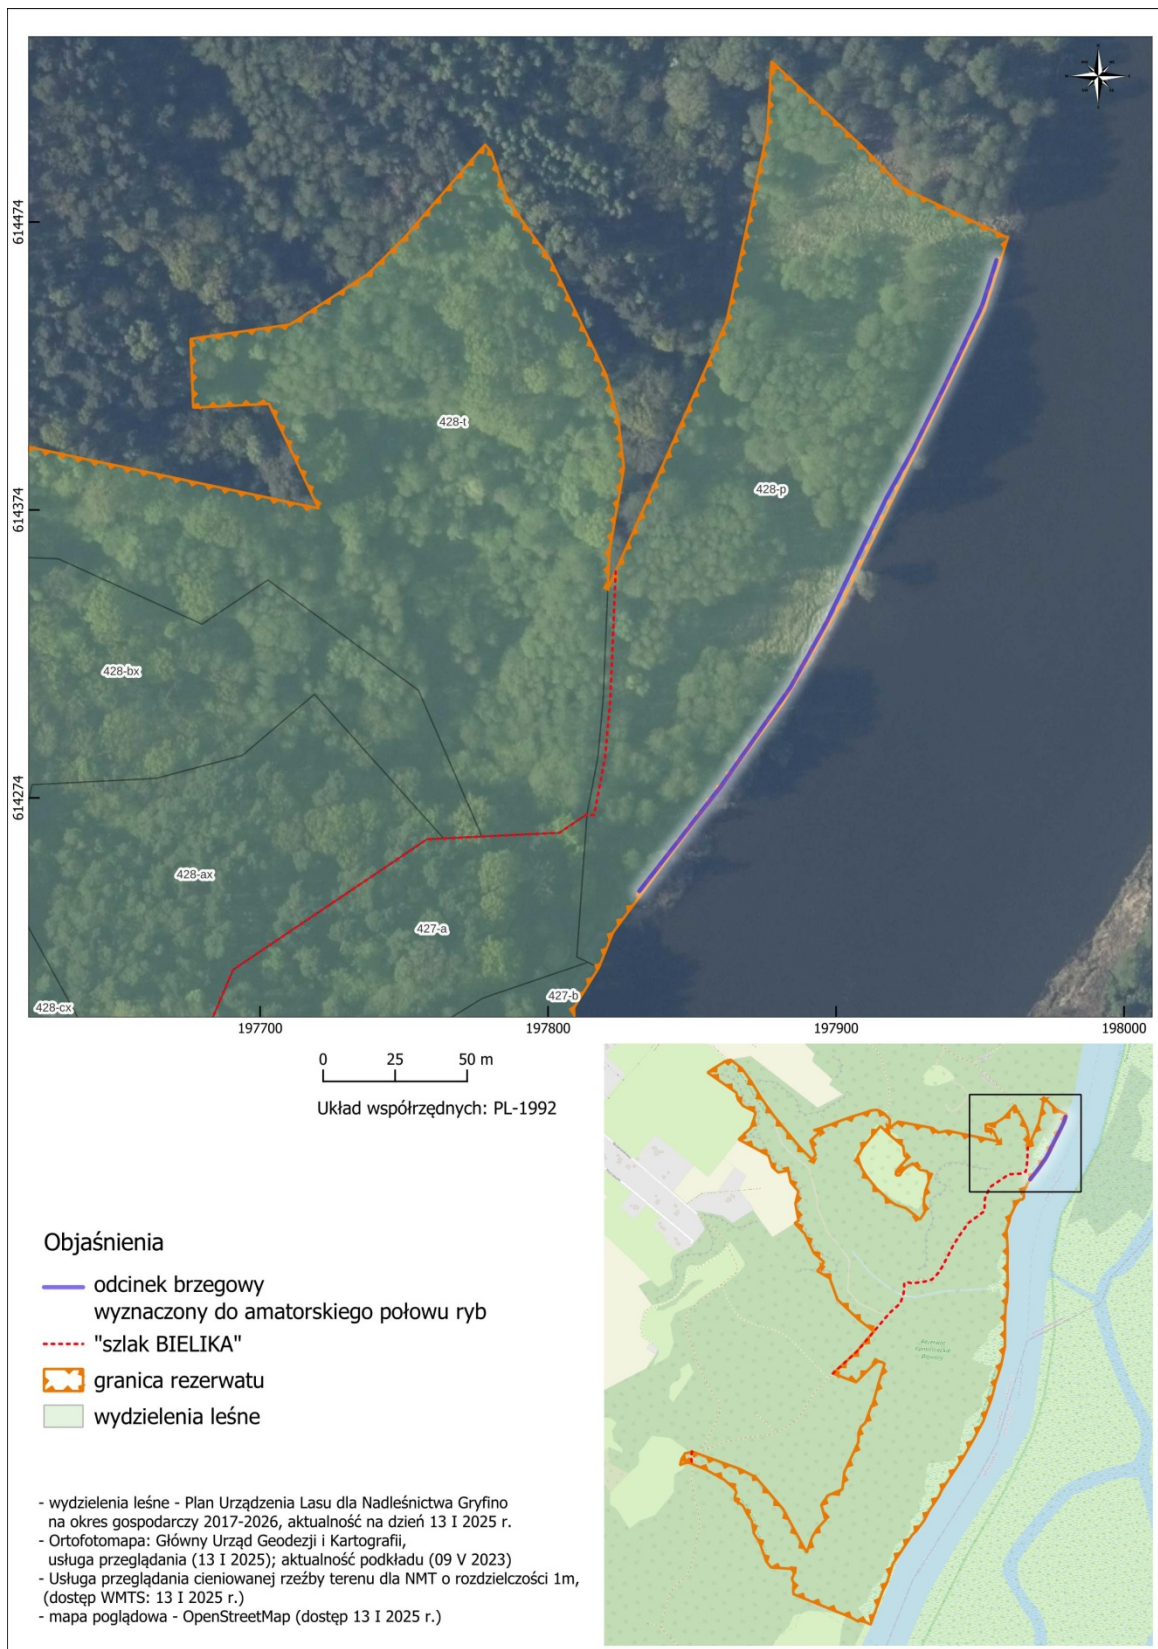 614474
428-t
428-p
614374
428-bx
614274
428-ax
427-a
428-cx
427-b
197700
197800
197900
198000
0 25 50 m
Układ współrzędnych: PL-1992
Objaśnienia
odcinek brzegowy
wyznaczony do amatorskiego połowu ryb
"szlak BIELIKA"
granica rezerwatu
wydzielenia leśne
- wydzielenia leśne - Plan Urządzenia Lasu dla Nadleśnictwa Gryfino
na okres gospodarczy 2017-2026, aktualność na dzień 13 I 2025 r.
- Ortofotomapa: Główny Urząd Geodezji i Kartografii,
usługa przeglądania (13 I 2025); aktualność podkładu (09 V 2023)
- Usługa przeglądania cieniowanej rzeźby terenu dla NMT o rozdzielczości 1m,
(dostęp WMTS: 13 I 2025 r.)
- mapa poglądowa - OpenStreetMap (dostęp 13 I 2025 r.)